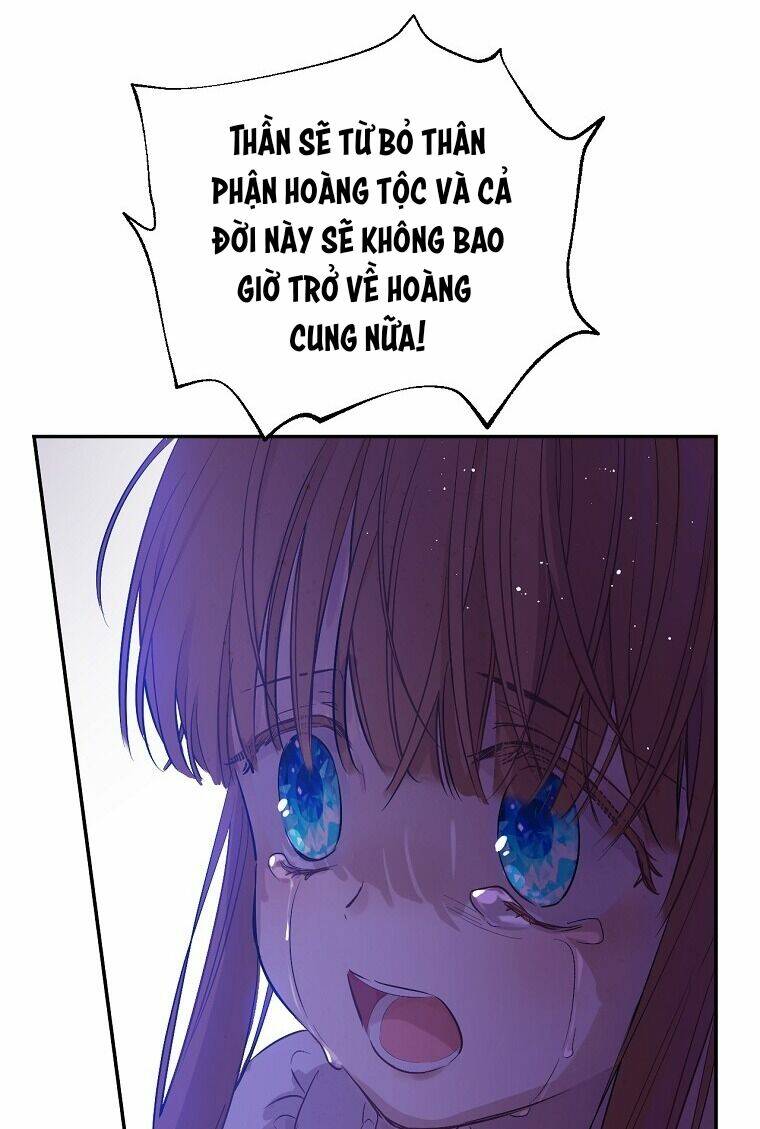 THẦN SẼ TỪ BỎ THÂN
PHẬN HOÀNG TỘC VÀ CẢ
ĐỜI NÀY SẼ KHÔNG BAO
GIỜ TRỞ VỀ HOÀNG
CUNG NỮA!